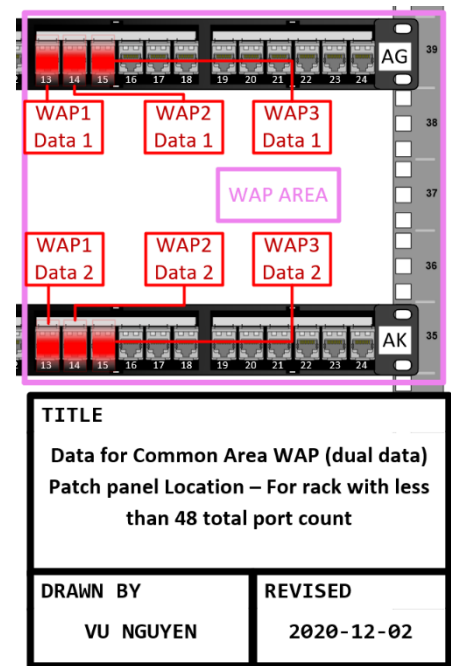 39
AG
13 14 15 16 17 18 19 20 21 22 23 24
WAP1
Data 1
WAP2
Data 1
WAP3
Data 1
38
WAP AREA
37
WAP1
Data 2
WAP2
Data 2
WAP3
Data 2
36
AK
35
13 14 15 16 17 18 19 20 21 22 23 24
TITLE
Data for Common Area WAP (dual data)
Patch panel Location – For rack with less
than 48 total port count
DRAWN BY
VU NGUYEN
REVISED
2020-12-02